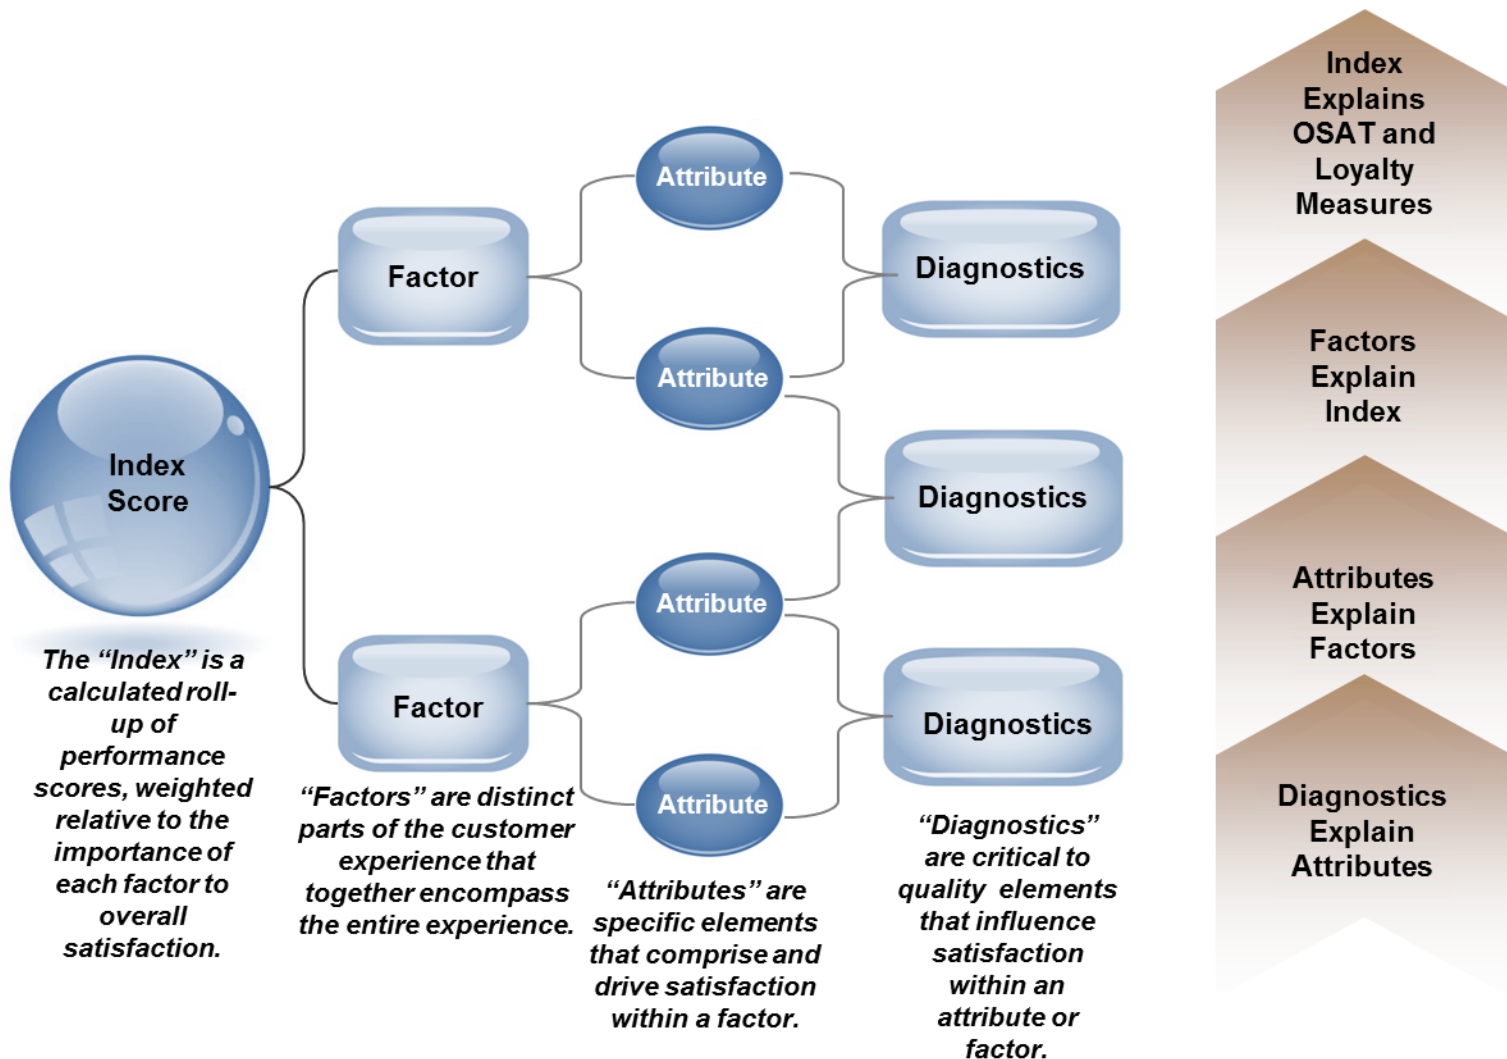 Index
Score
The “Index” is a
calculated roll-
up of
performance
scores, weighted
relative to the
importance of
each factor to
overall
satisfaction.
Factor
Factor
“Factors” are distinct
parts of the customer
experience that
together encompass
the entire experience.
Attribute
Attribute
Attribute
Attribute
“Attributes” are
specific elements
that comprise and
drive satisfaction
within a factor.
Diagnostics
Diagnostics
Diagnostics
“Diagnostics”
are critical to
quality elements
that influence
satisfaction
within an
attribute or
factor.
Index
Explains
OSAT and
Loyalty
Measures
Factors
Explain
Index
Attributes
Explain
Factors
Diagnostics
Explain
Attributes